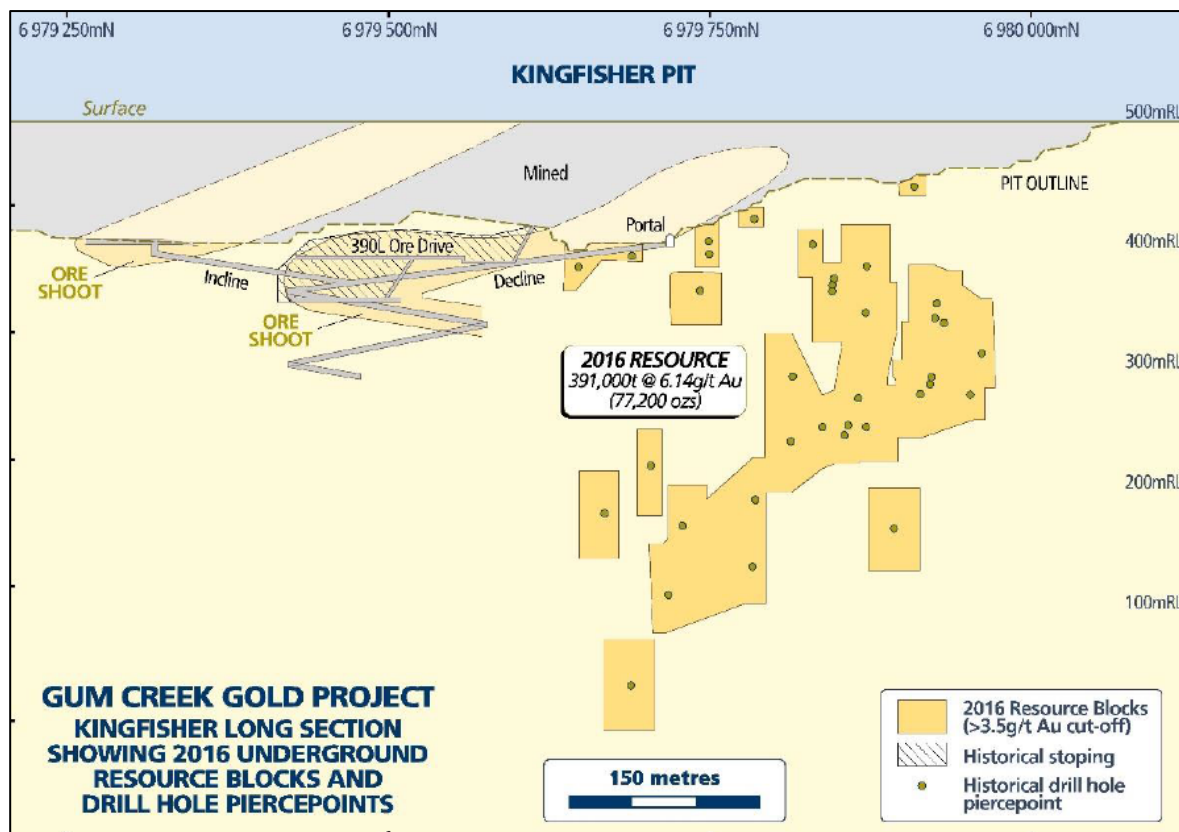 6 979 250mN
6 979 500mN
6 979 750mN
6 980 000mN
KINGFISHER PIT
Surface
500mRL
Mined
PIT OUTLINE
Portal
390L Ore Drive
400mRL
ORE
SHOOT
Incline
Decline
ORE
SHOOT
300mRL
2016 RESOURCE
391,000t @ 6.14g/t Au
(77,200 ozs)
200mRL
100mRL
GUM CREEK GOLD PROJECT
KINGFISHER LONG SECTION
SHOWING 2016 UNDERGROUND
RESOURCE BLOCKS AND
DRILL HOLE PIERCEPOINTS
150 metres
2016 Resource Blocks
(>3.5g/t Au cut-off)
Historical stoping
Historical drill hole
piercepoint